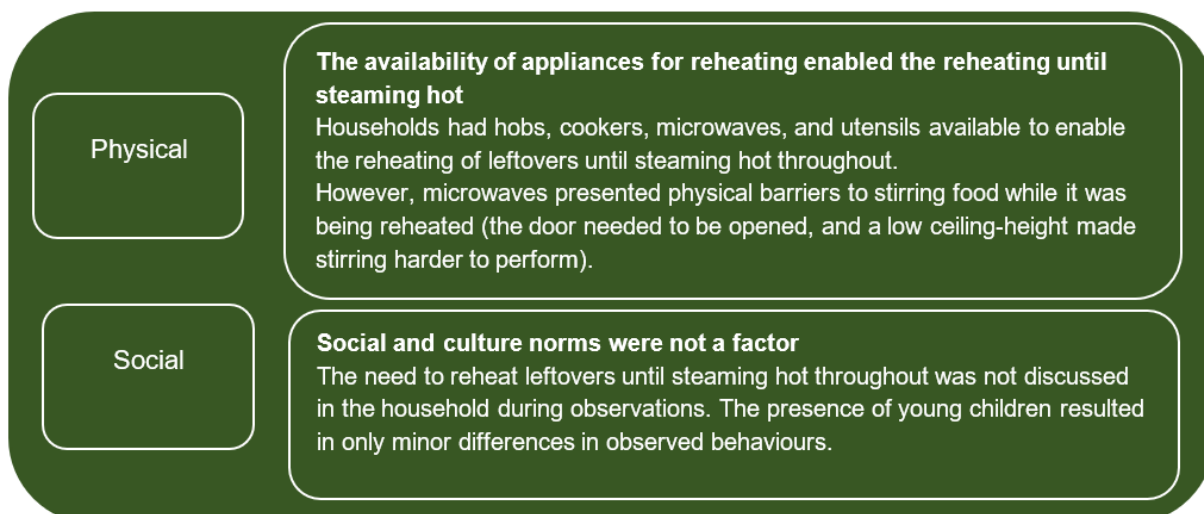 Physical
The availability of appliances for reheating enabled the reheating until
steaming hot
Households had hobs, cookers, microwaves, and utensils available to enable
the reheating of leftovers until steaming hot throughout.
However, microwaves presented physical barriers to stirring food while it was
being reheated (the door needed to be opened, and a low ceiling-height made
stirring harder to perform).
Social
Social and culture norms were not a factor
The need to reheat leftovers until steaming hot throughout was not discussed
in the household during observations. The presence of young children resulted
in only minor differences in observed behaviours.